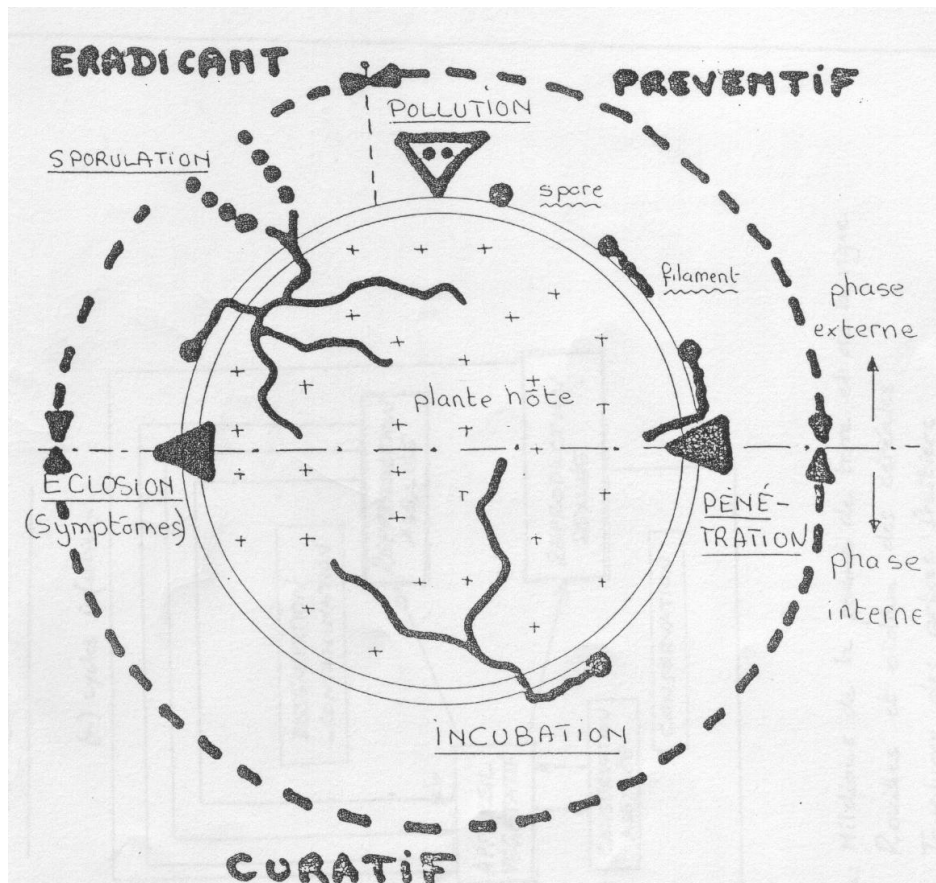 ERADICANT
PREVENTIF
POLLUTION
SPORULATION
spore
filament
phase
externe
plante hôte
ECLOSION
(Symptômes)
PÉNÉ-
TRATION
phase
interne
INCUBATION
CURATIF